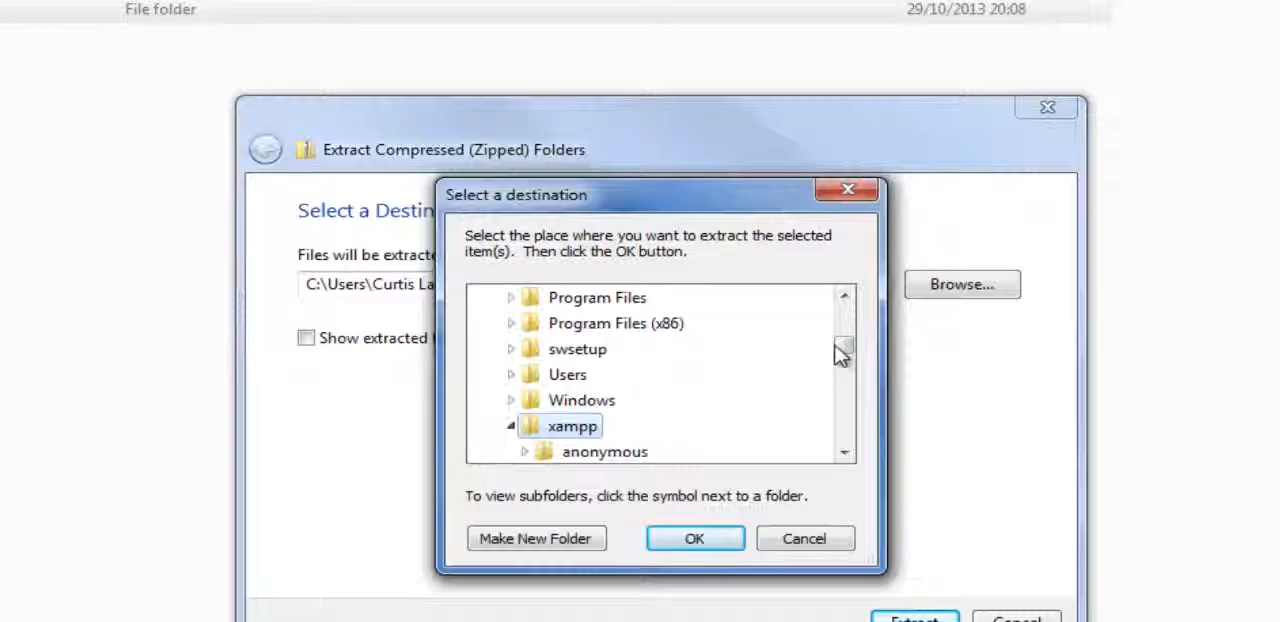 File folder 29/10/2013 20:08
Extract Compressed (Zipped) Folders
Select a destination
Select a Destin
Select the place where you want to extract the selected
item(s). Then click the OK button.
Files will be extracte
C:\Users\Curtis La
Browse...
Show extracted
Program Files
Program Files (x86)
swsetup
Users
Windows
xampp
anonymous
To view subfolders, click the symbol next to a folder.
Make New Folder OK Cancel
Extract Cancel